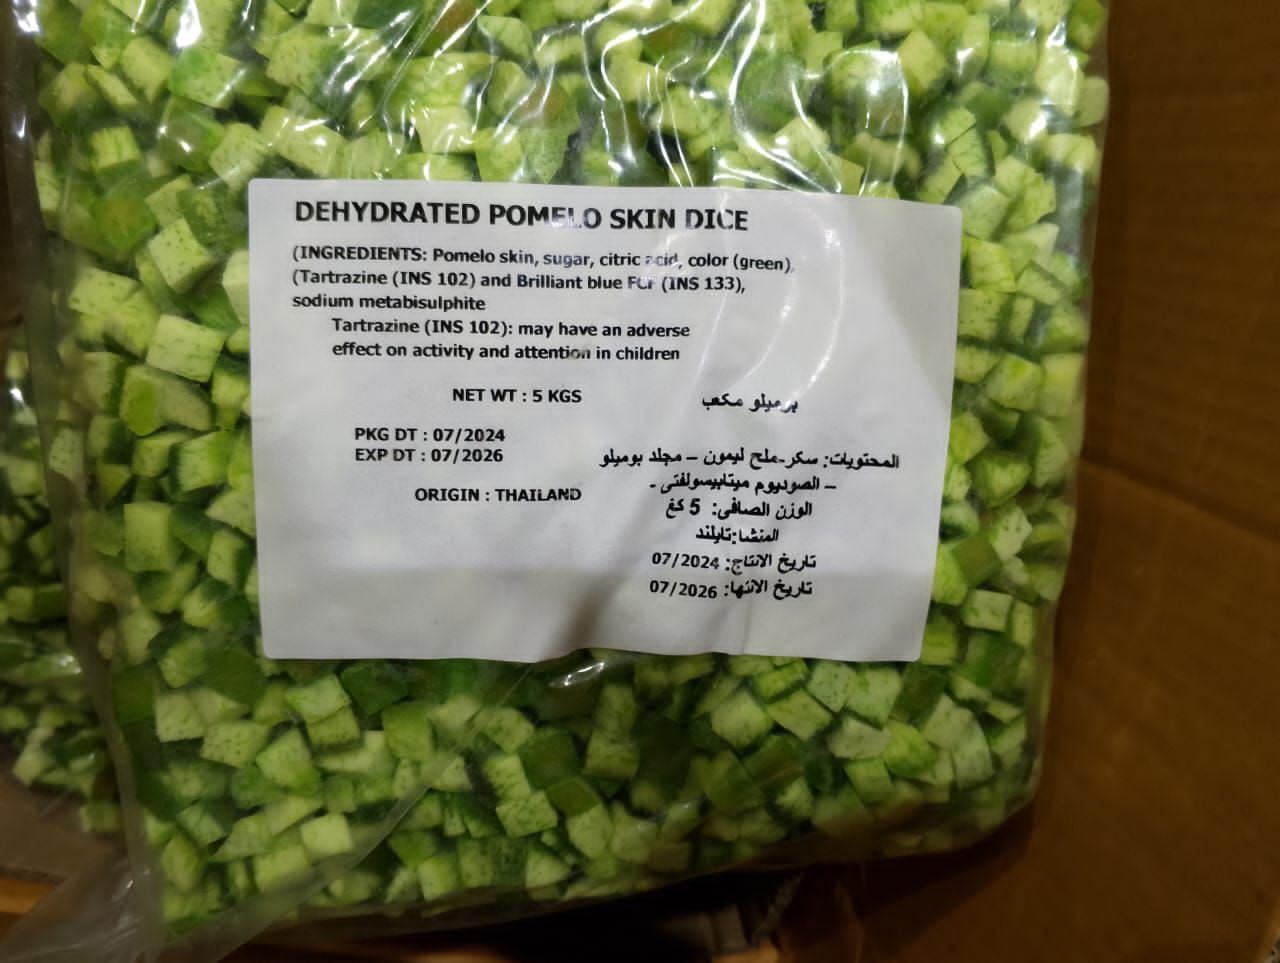 DEHYDRATED POMELO SKIN DICE
(INGREDIENTS: Pomelo skin, sugar, citric acid, color (green),
(Tartrazine (INS 102) and Brilliant blue FCF (INS 133),
sodium metabisulphite
Tartrazine (INS 102): may have an adverse
effect on activity and attention in children
NET WT : 5 KGS
PKG DT : 07/2024
EXP DT : 07/2026
ORIGIN : THAILAND
بوميلو مكعب
المحتويات: سكر-ملح ليمون – مجلد بوميلو
– الصوديوم ميتابيسولفتى -
الوزن الصافى: 5 كغ
المنشا:تايلند
تاريخ الانتاج: 07/2024
تاريخ الانتها: 07/2026